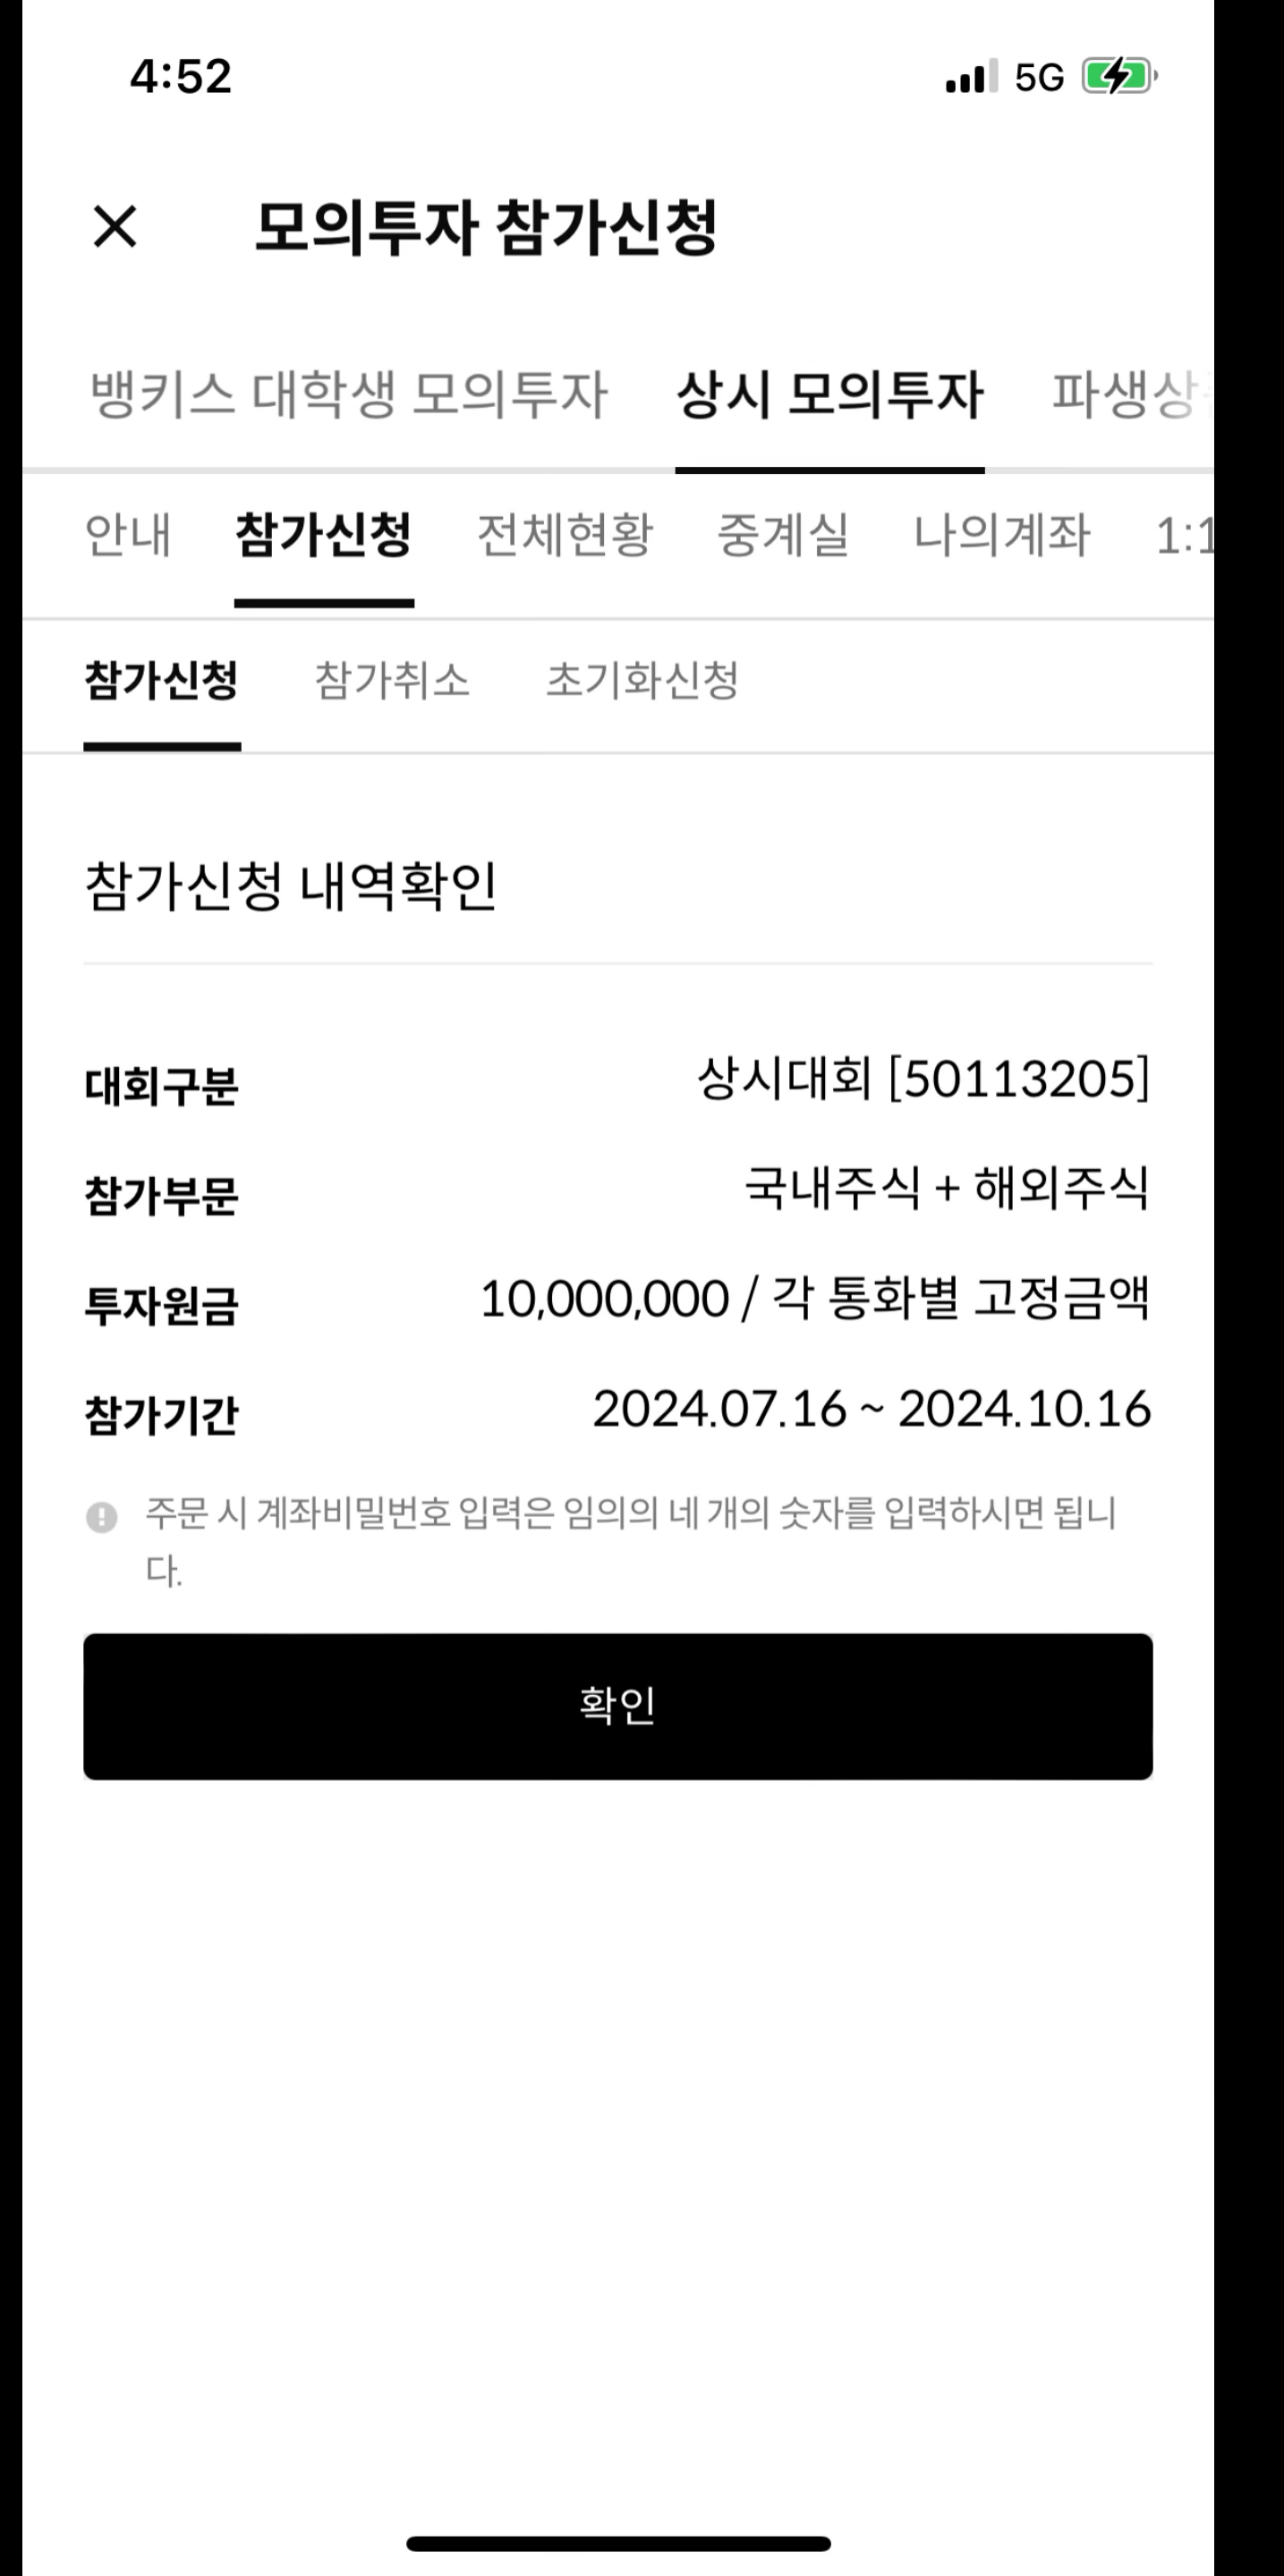 4:52 5G
모의투자 참가신청
뱅키스 대학생 모의투자 상시 모의투자 파생상
안내 참가신청 전체현황 중계실 나의계좌 1:1
참가신청 참가취소 초기화신청
참가신청 내역확인
대회구분 상시대회 [50113205]
참가부문 국내주식 + 해외주식
투자원금 10,000,000 / 각 통화별 고정금액
참가기간 2024.07.16 ~ 2024.10.16
주문 시 계좌비밀번호 입력은 임의의 네 개의 숫자를 입력하시면 됩니
다.
확인